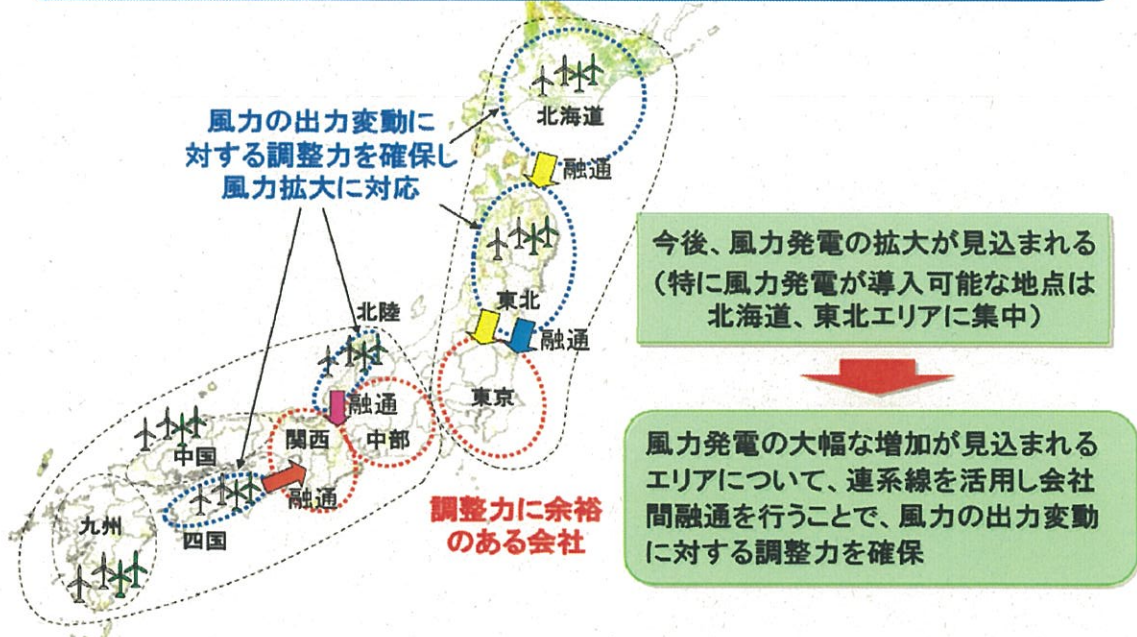 風力の出力変動に
対する調整力を確保し
風力拡大に対応
北海道
融通
東北
融通
東京
北陸
融通
関西
中部
中国
融通
四国
九州
調整力に余裕
のある会社
今後、風力発電の拡大が見込まれる
（特に風力発電が導入可能な地点は
北海道、東北エリアに集中）
風力発電の大幅な増加が見込まれる
エリアについて、連系線を活用し会社
間融通を行うことで、風力の出力変動
に対する調整力を確保